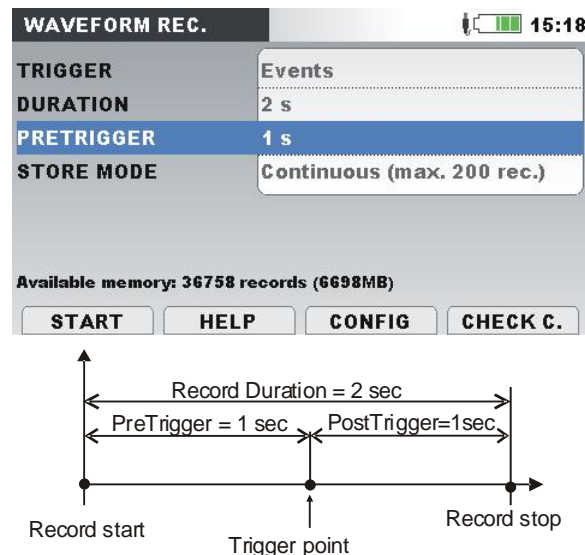 WAVEFORM REC. 15:18
TRIGGER Events
DURATION 2 s
PRETRIGGER 1 s
STORE MODE Continuous (max. 200 rec.)
Available memory: 36758 records (6698MB)
START HELP CONFIG CHECK C.
Record Duration = 2 sec
PreTrigger = 1 sec PostTrigger=1sec
Record start Trigger point Record stop